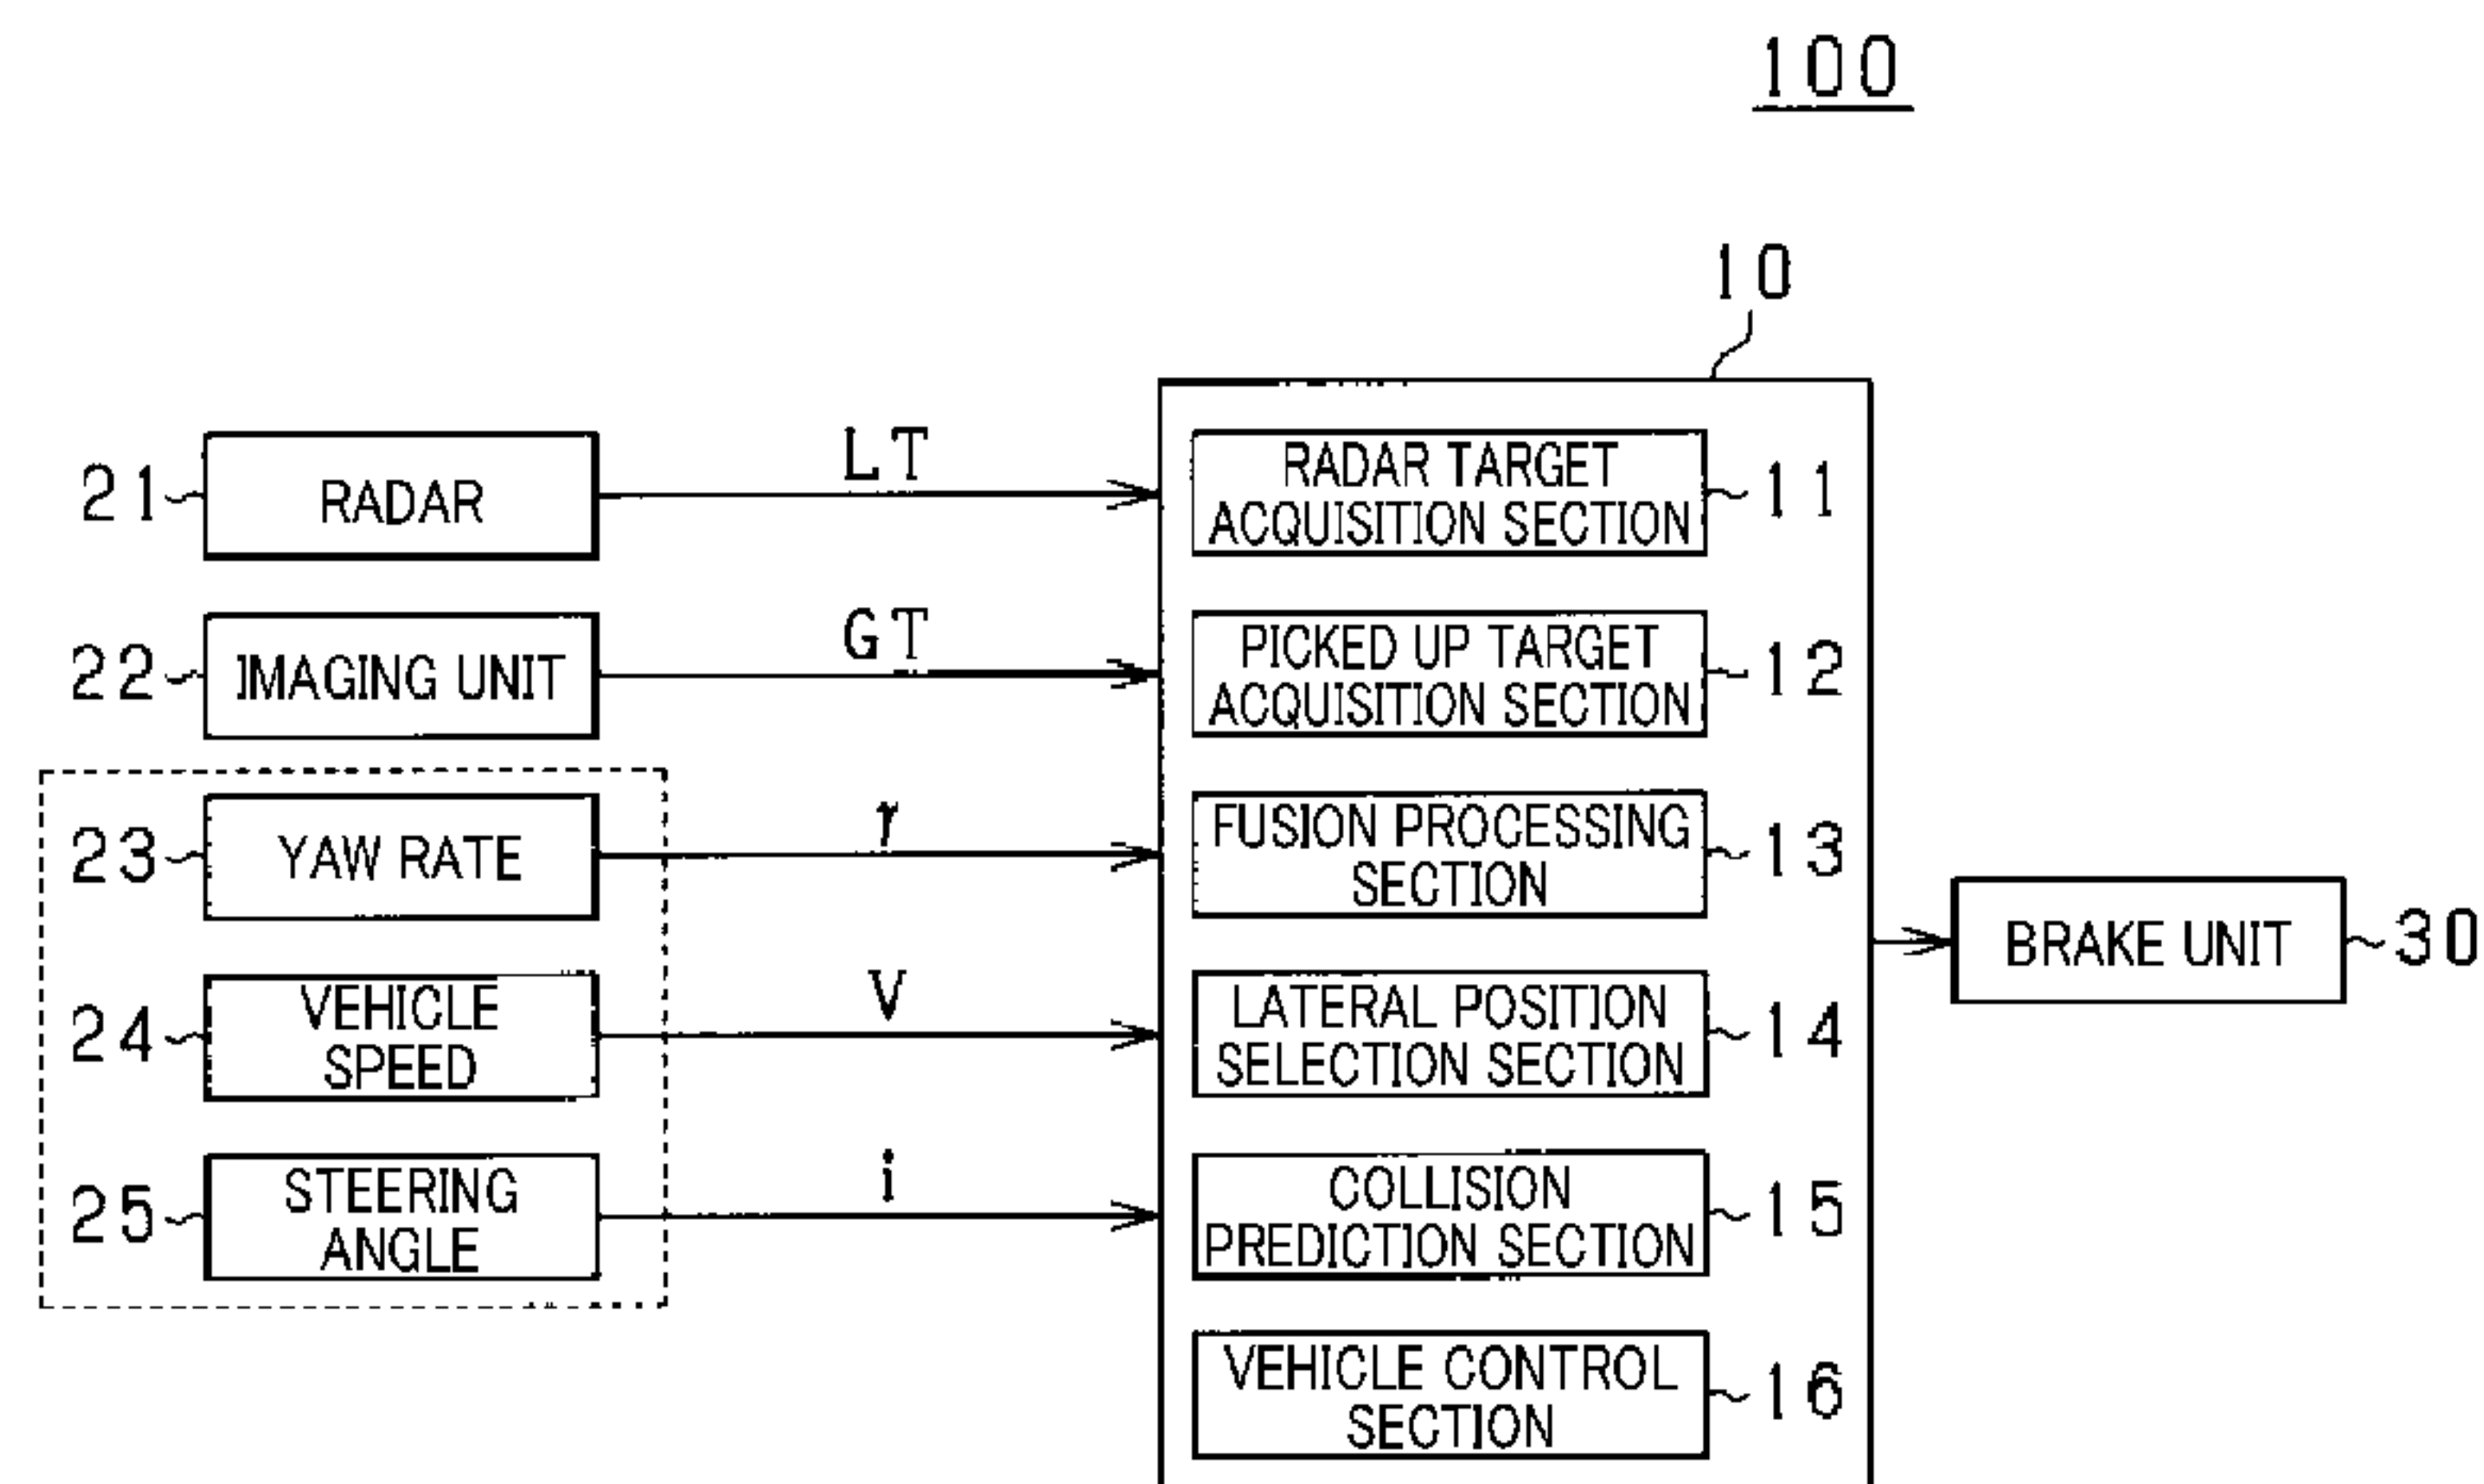 100
10
21
RADAR
LT
RADAR TARGET
ACQUISITION SECTION
11
22
IMAGING UNIT
GT
PICKED UP TARGET
ACQUISITION SECTION
12
23
YAW RATE
γ
FUSION PROCESSING
SECTION
13
24
VEHICLE
SPEED
V
LATERAL POSITION
SELECTION SECTION
14
BRAKE UNIT
30
25
STEERING
ANGLE
i
COLLISION
PREDICTION SECTION
15
VEHICLE CONTROL
SECTION
16